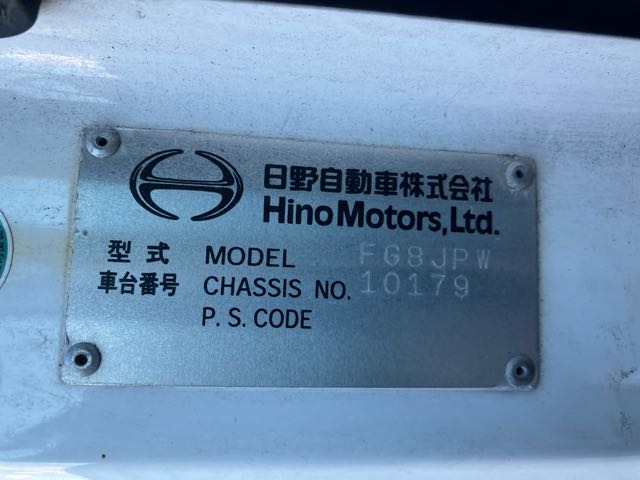 日野自動車株式会社
Hino Motors, Ltd.
型式 MODEL FG8JPW
車台番号 CHASSIS NO. 10179
P. S. CODE